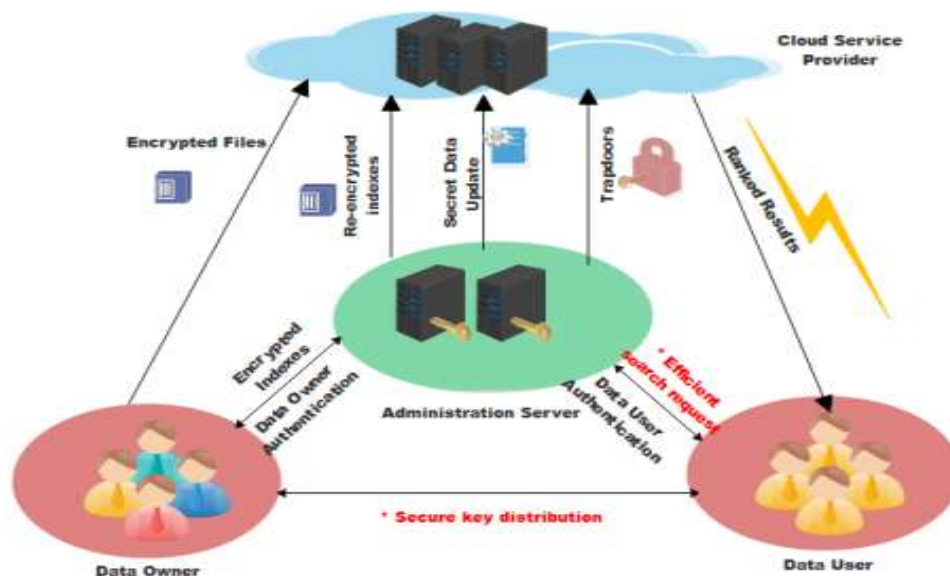 Cloud Service
Provider
Encrypted Files
Re-encrypted
indexes
Secret Data
Update
Trapdoors
Ranked Results
Encrypted
Indexes
Data Owner
Authentication
Administration Server
* Efficient
search request
Data User
Authentication
* Secure key distribution
Data Owner
Data User